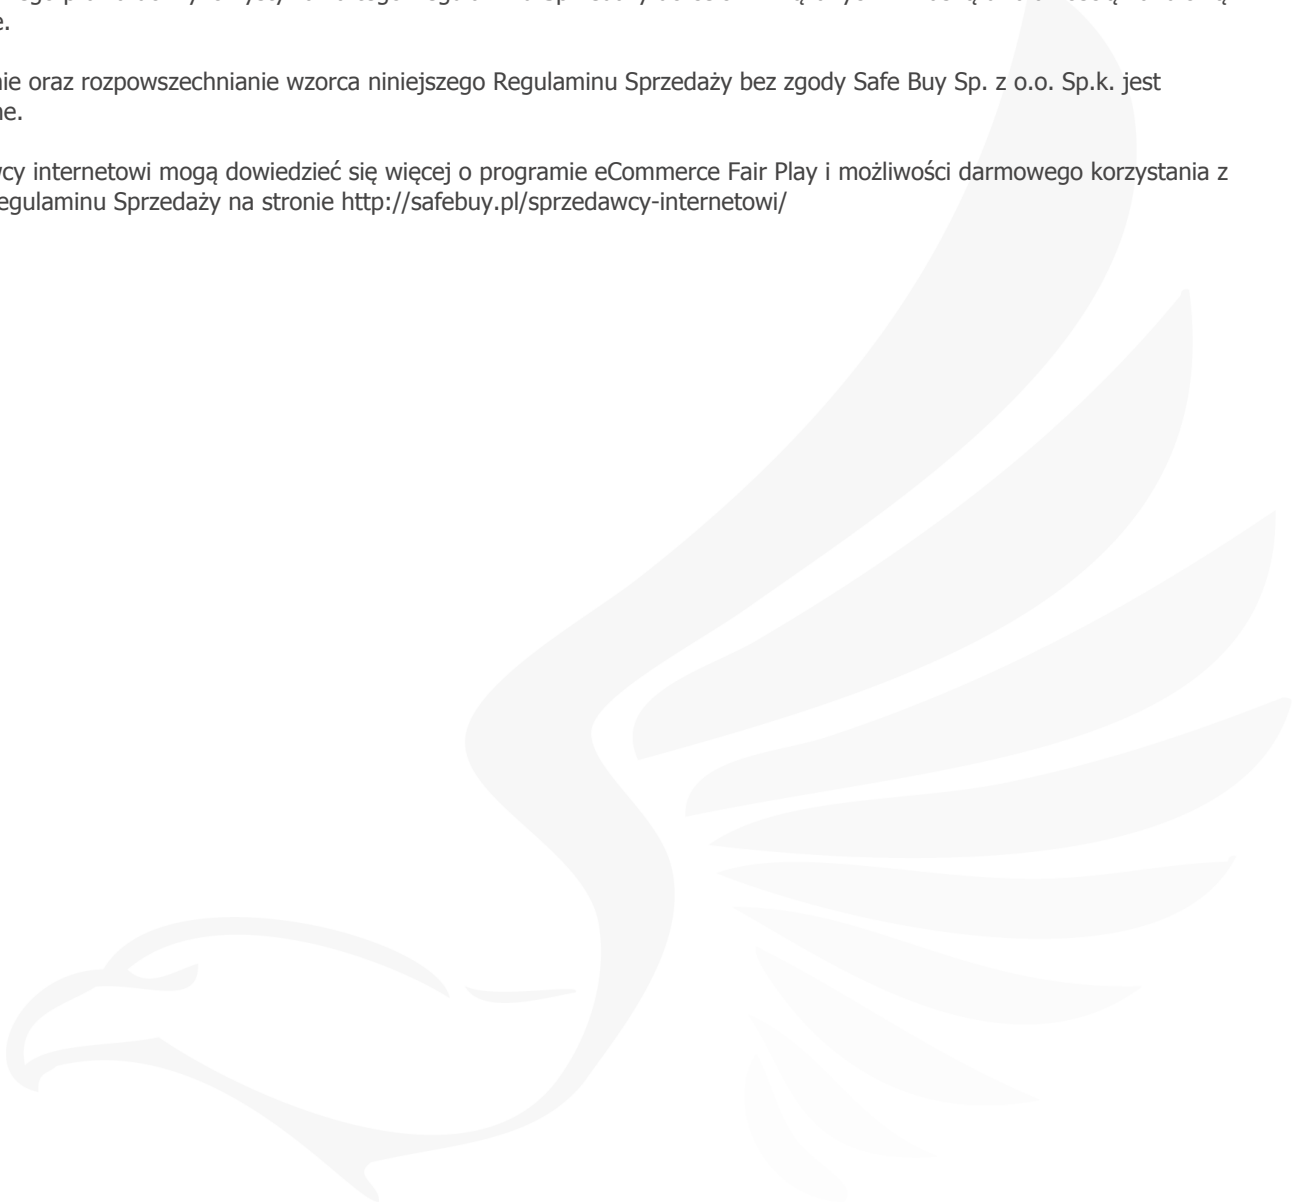 e.
nie oraz rozpowszechnianie wzorca niniejszego Regulaminu Sprzedaży bez zgody Safe Buy Sp. z o.o. Sp.k. jest
ne.
cy internetowi mogą dowiedzieć się więcej o programie eCommerce Fair Play i możliwości darmowego korzystania z
egulaminu Sprzedaży na stronie http://safebuy.pl/sprzedawcy-internetowi/